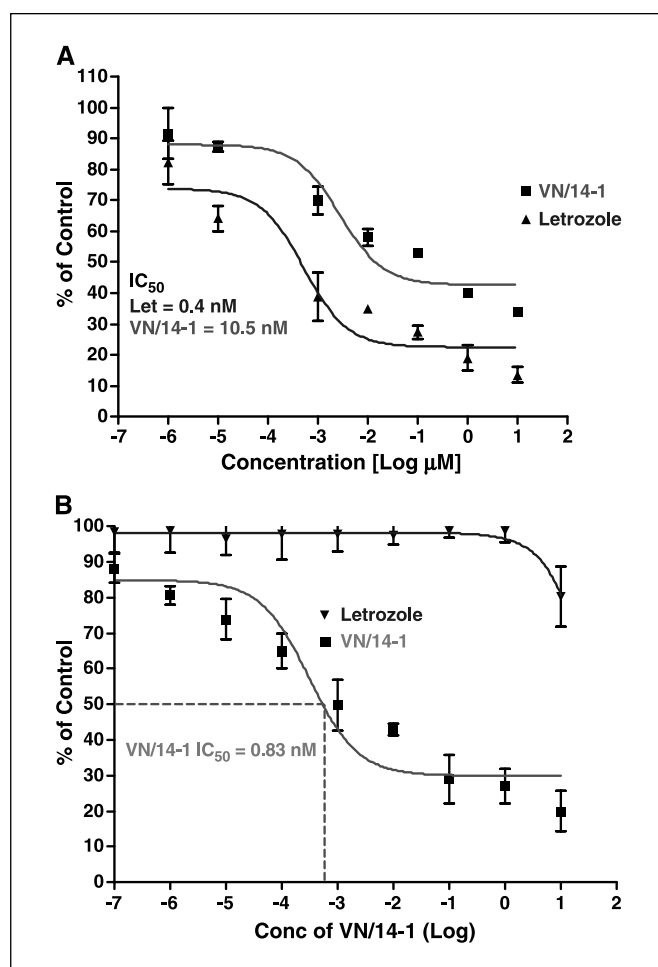 A
110
100
90
80
70
60
50
40
30
20
10
0
% of Control
VN/14-1
Letrozole
IC50
Let = 0.4 nM
VN/14-1 = 10.5 nM
-7 -6 -5 -4 -3 -2 -1 0 1 2
Concentration [Log µM]
B
100
90
80
70
60
50
40
30
20
10
0
% of Control
Letrozole
VN/14-1
VN/14-1 IC50 = 0.83 nM
-7 -6 -5 -4 -3 -2 -1 0 1 2
Conc of VN/14-1 (Log)